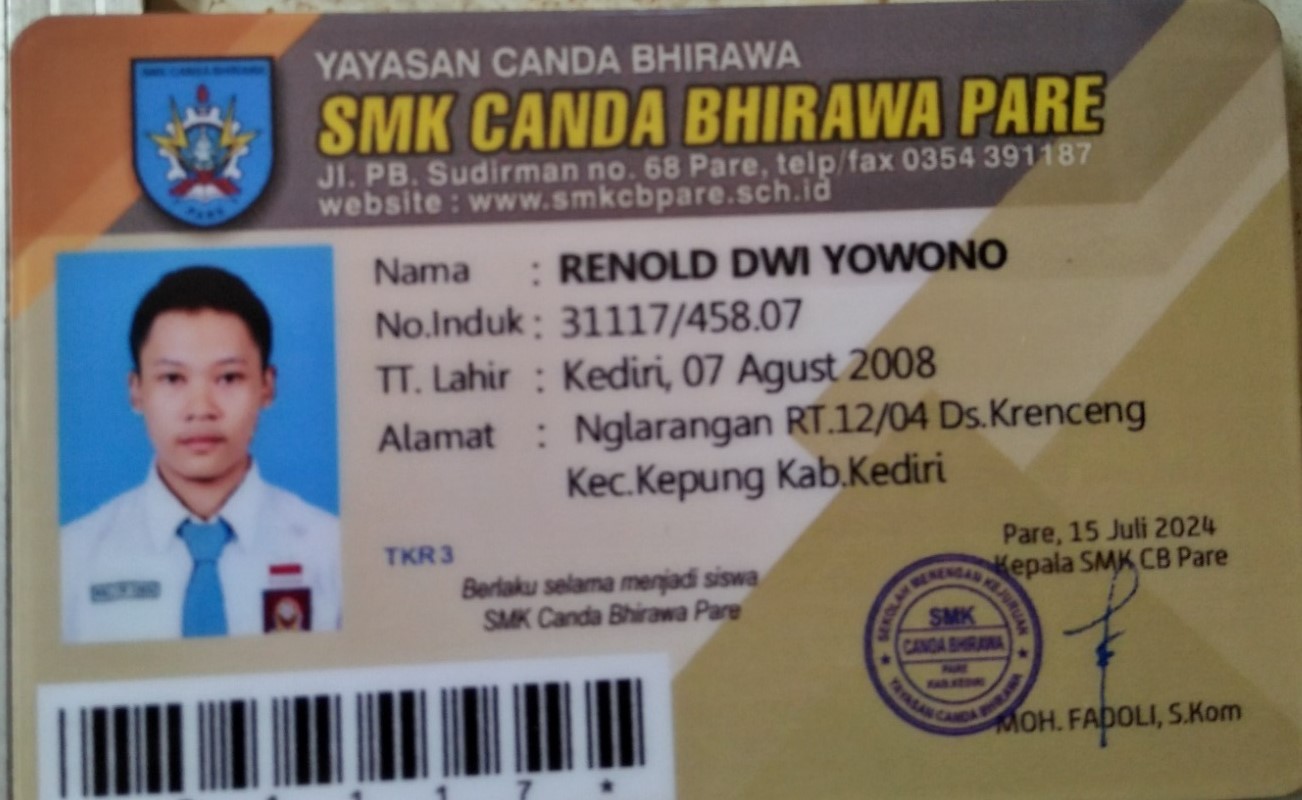 YAYASAN CANDA BHIRAWA
SMK CANDA BHIRAWA PARE
Jl. PB. Sudirman no. 68 Pare, telp/fax 0354 391187
website : www.smkcbpare.sch.id
SMK CANDA BHIRAWA
PARE
Nama : RENOLD DWI YOWONO
No.Induk : 31117/458.07
TT. Lahir : Kediri, 07 Agust 2008
Alamat : Nglarangan RT.12/04 Ds.Krenceng
Kec.Kepung Kab.Kediri
TKR 3
Berlaku selama menjadi siswa
SMK Canda Bhirawa Pare
Pare, 15 Juli 2024
Kepala SMK CB Pare
SEKOLAH MENENGAH KEJURUAN
SMK
CANDA BHIRAWA
PARE
KAB.KEDIRI
YAYASAN CANDA BHIRAWA
MOH. FADOLI, S.Kom
1 1 7 *